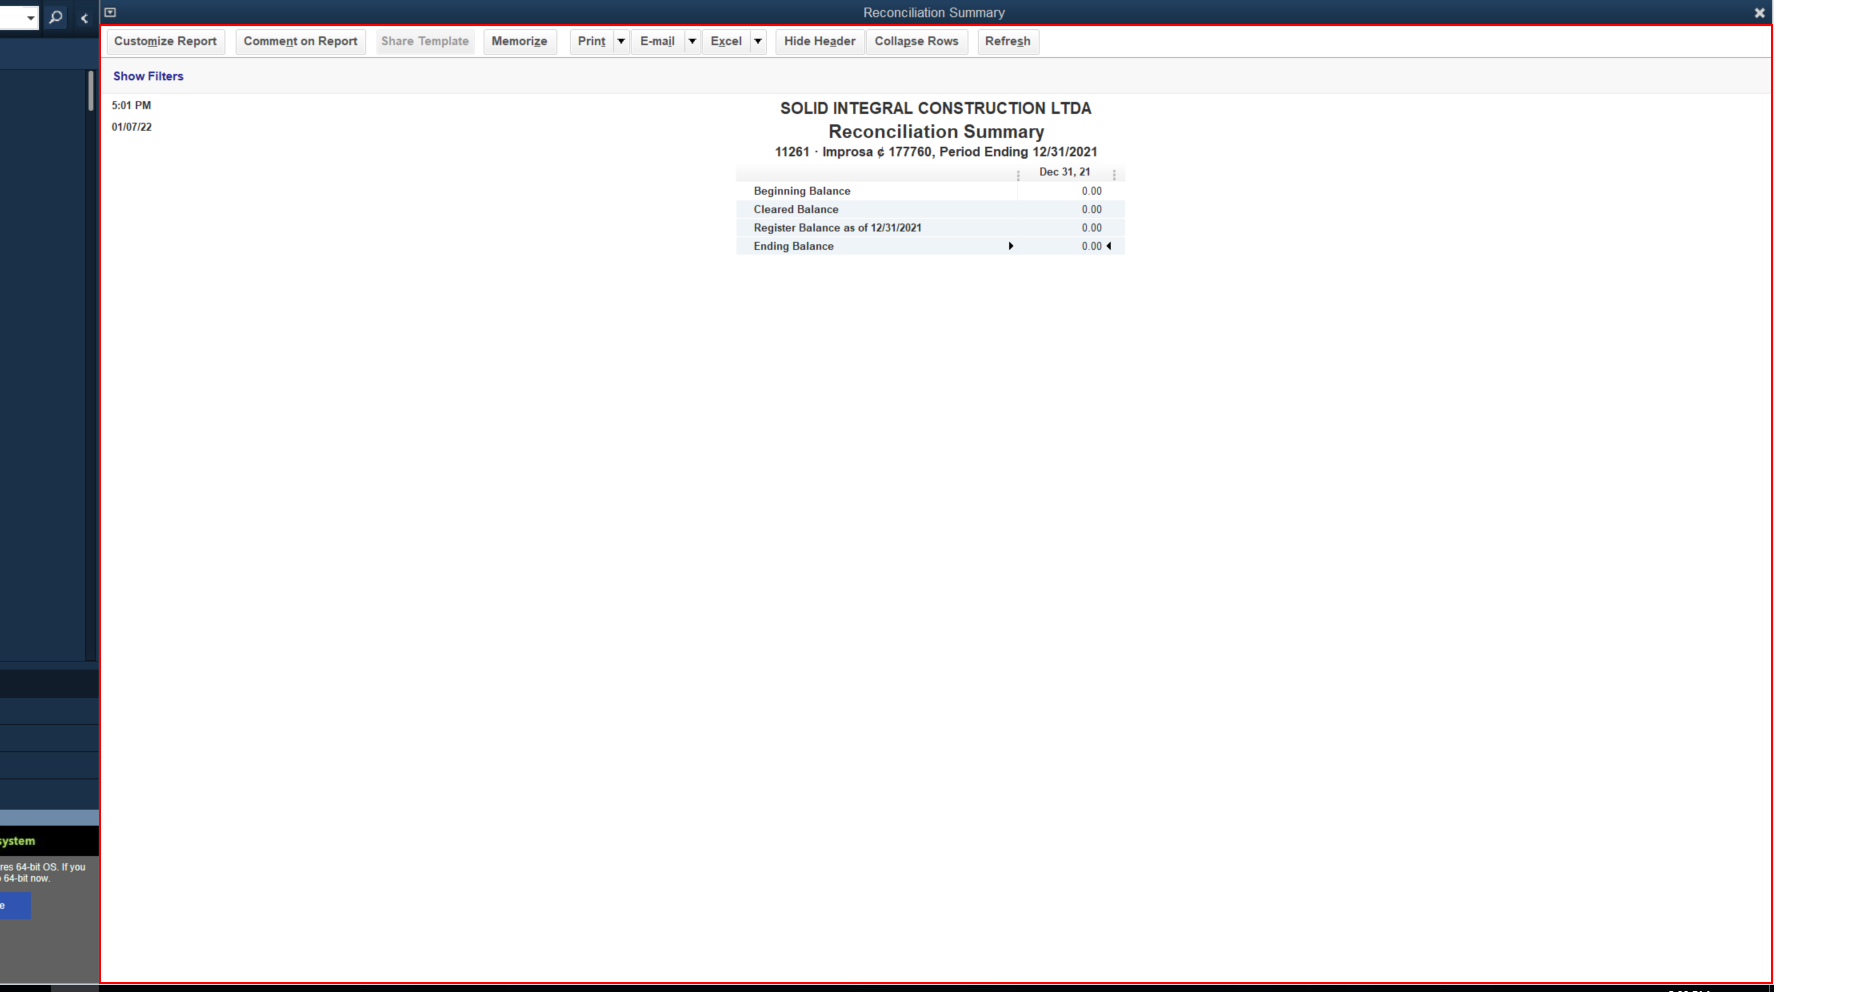 Reconciliation Summary
Customize Report Comment on Report Share Template Memorize Print E-mail Excel Hide Header Collapse Rows Refresh
Show Filters
5:01 PM
01/07/22
SOLID INTEGRAL CONSTRUCTION LTDA
Reconciliation Summary
11261 · Improsa ¢ 177760, Period Ending 12/31/2021
Dec 31, 21
Beginning Balance 0.00
Cleared Balance 0.00
Register Balance as of 12/31/2021 0.00
Ending Balance 0.00
64-bit OS. If you
64-bit now.